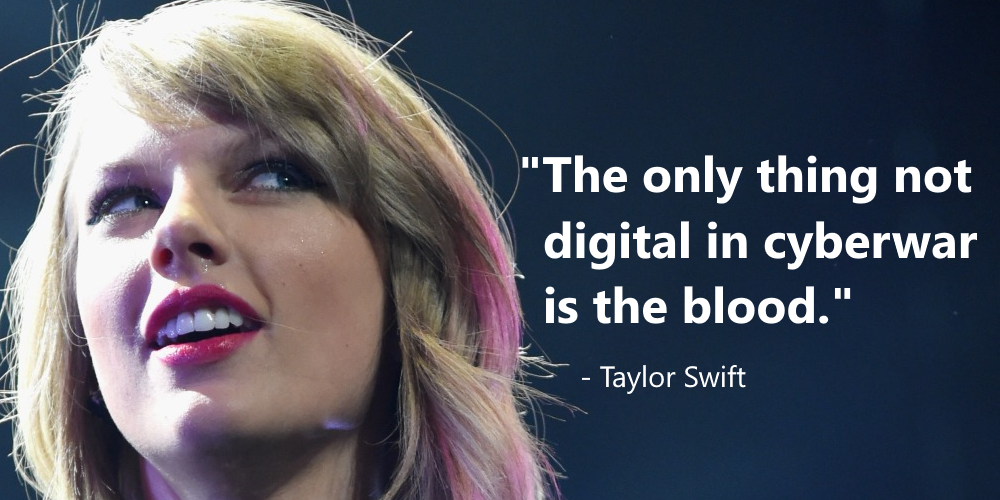 "The only thing not
digital in cyberwar
is the blood."
- Taylor Swift